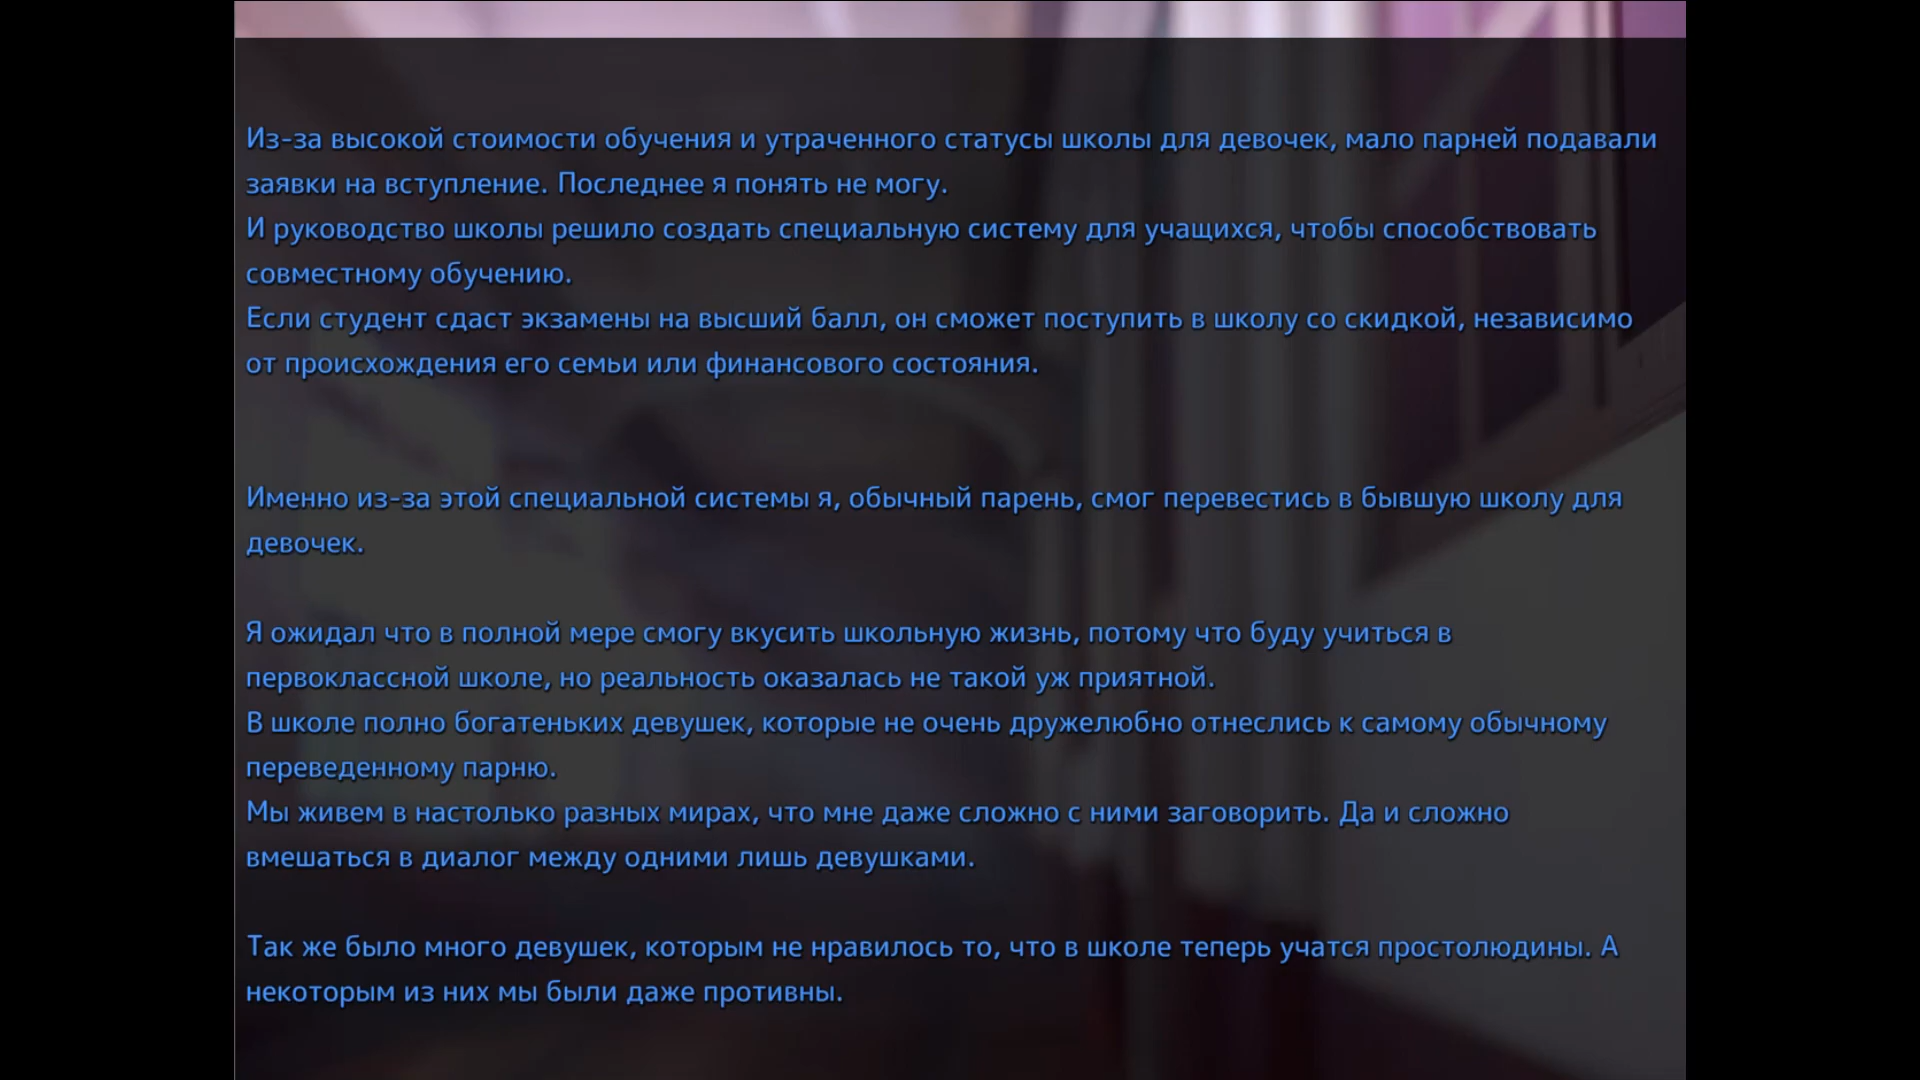 Из-за высокой стоимости обучения и утраченного статусы школы для девочек, мало парней подавали
заявки на вступление. Последнее я понять не могу.
И руководство школы решило создать специальную систему для учащихся, чтобы способствовать
совместному обучению.
Если студент сдаст экзамены на высший балл, он сможет поступить в школу со скидкой, независимо
от происхождения его семьи или финансового состояния.
Именно из-за этой специальной системы я, обычный парень, смог перевестись в бывшую школу для
девочек.
Я ожидал что в полной мере смогу вкусить школьную жизнь, потому что буду учиться в
первоклассной школе, но реальность оказалась не такой уж приятной.
В школе полно богатеньких девушек, которые не очень дружелюбно отнеслись к самому обычному
переведенному парню.
Мы живем в настолько разных мирах, что мне даже сложно с ними заговорить. Да и сложно
вмешаться в диалог между одними лишь девушками.
Так же было много девушек, которым не нравилось то, что в школе теперь учатся простолюдины. А
некоторым из них мы были даже противны.